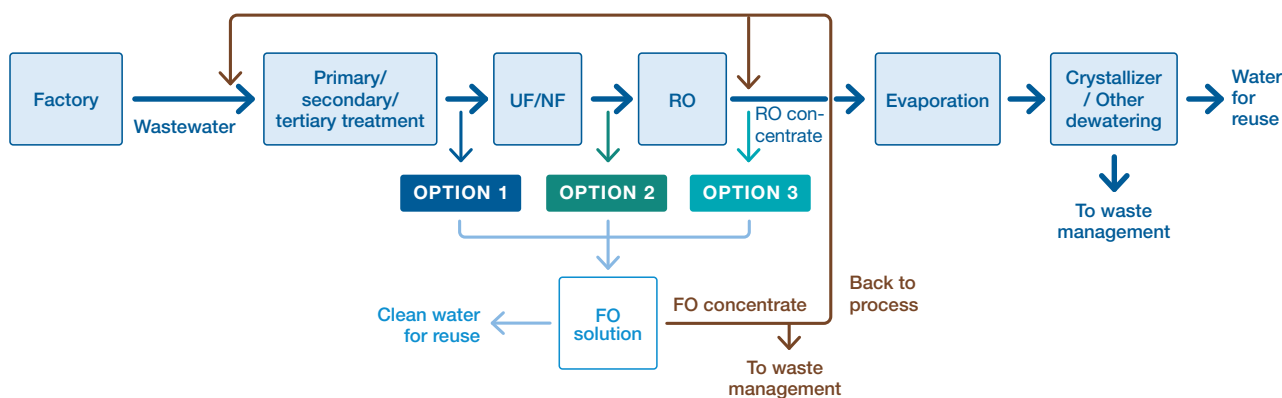 Factory
Wastewater
Primary/
secondary/
tertiary treatment
UF/NF
RO
RO con-
centrate
Evaporation
Crystallizer
/ Other
dewatering
Water
for
reuse
To waste
management
OPTION 1
OPTION 2
OPTION 3
Clean water
for reuse
FO
solution
FO concentrate
Back to
process
To waste
management